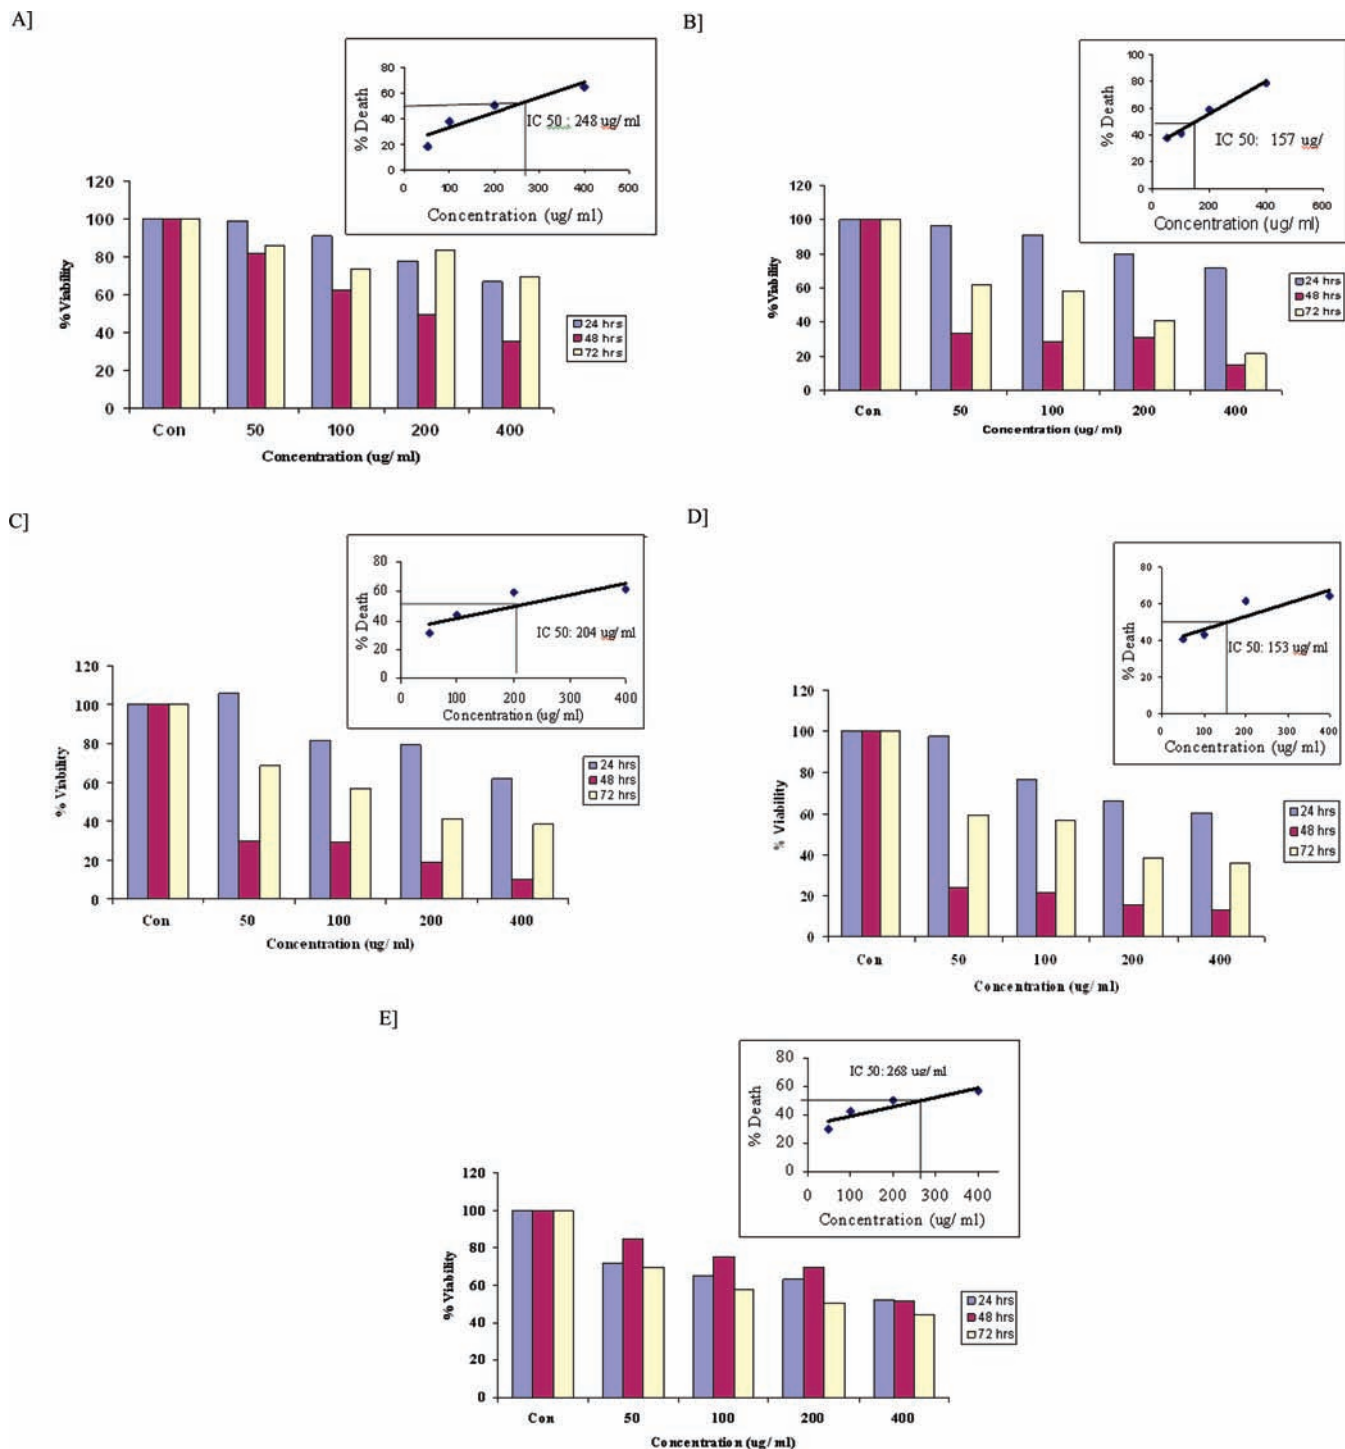 A]
80
60
40
20
0
% Death
IC 50 : 248 ug/ ml
0 100 200 300 400 500
Concentration (ug/ ml)
120
100
80
60
40
20
0
% Viability
Con 50 100 200 400
Concentration (ug/ ml)
24 hrs
48 hrs
72 hrs
B]
100
80
60
40
20
0
% Death
IC 50: 157 ug/
0 200 400 600
Concentration (ug/ ml)
120
100
80
60
40
20
0
%Viability
Con 50 100 200 400
Concentration (ug/ ml)
24 hrs
48 hrs
72 hrs
C]
80
60
40
20
0
% Death
IC 50: 204 ug/ ml
0 100 200 300 400
Concentration (ug/ ml)
120
100
80
60
40
20
0
% Viability
Con 50 100 200 400
Concentration (ug/ ml)
24 hrs
48 hrs
72 hrs
D]
80
60
40
20
0
% Death
IC 50: 153 ug/ ml
0 100 200 300 400
Concentration (ug/ ml)
120
100
80
60
40
20
0
% Viability
Con 50 100 200 400
Concentration (ug/ ml)
24 hrs
48 hrs
72 hrs
E]
80
60
40
20
0
% Death
IC 50: 268 ug/ ml
0 100 200 300 400
Concentration (ug/ ml)
120
100
80
60
40
20
0
% Viability
Con 50 100 200 400
Concentration (ug/ ml)
24 hrs
48 hrs
72 hrs